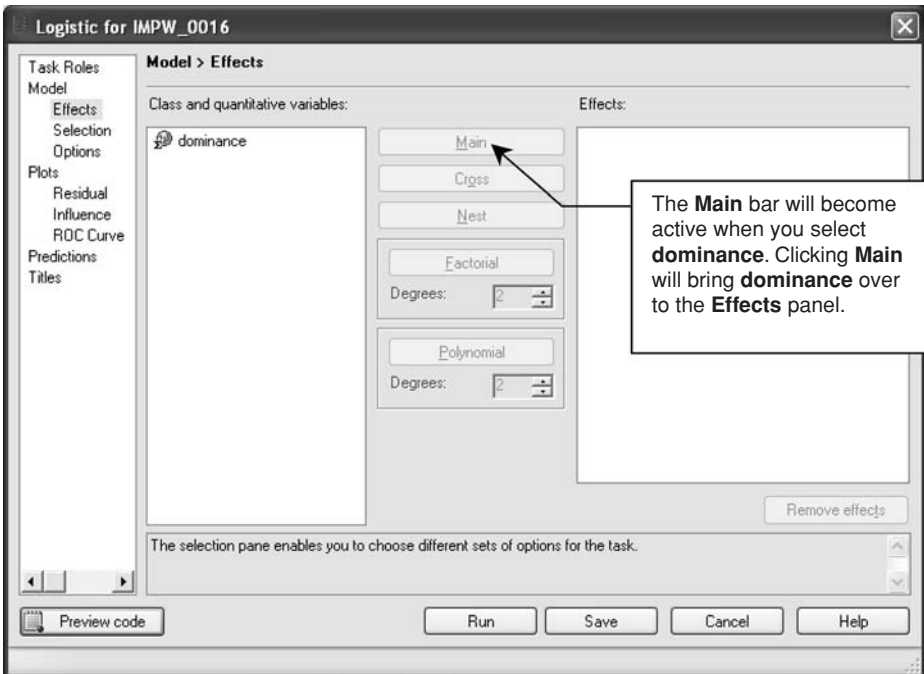 Logistic for IMPW_0016
Task Roles
Model
Effects
Selection
Options
Plots
Residual
Influence
ROC Curve
Predictions
Titles
Model > Effects
Class and quantitative variables:
dominance
Main
Cross
Nest
Factorial
Degrees: 2
Polynomial
Degrees: 2
Effects:
The Main bar will become
active when you select
dominance. Clicking Main
will bring dominance over
to the Effects panel.
Remove effects
The selection pane enables you to choose different sets of options for the task.
Preview code
Run
Save
Cancel
Help